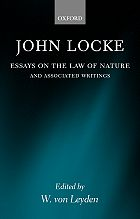 OXFORD
JOHN LOCKE
ESSAYS ON THE LAW OF NATURE
AND ASSOCIATED WRITINGS
Edited by
W. von Leyden